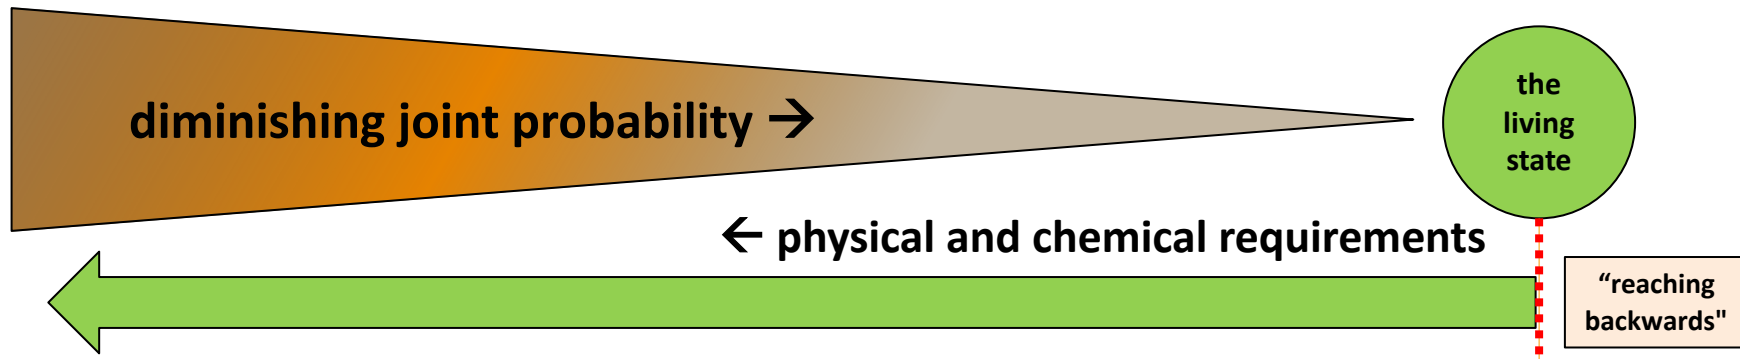 diminishing joint probability →
the
living
state
← physical and chemical requirements
“reaching
backwards"